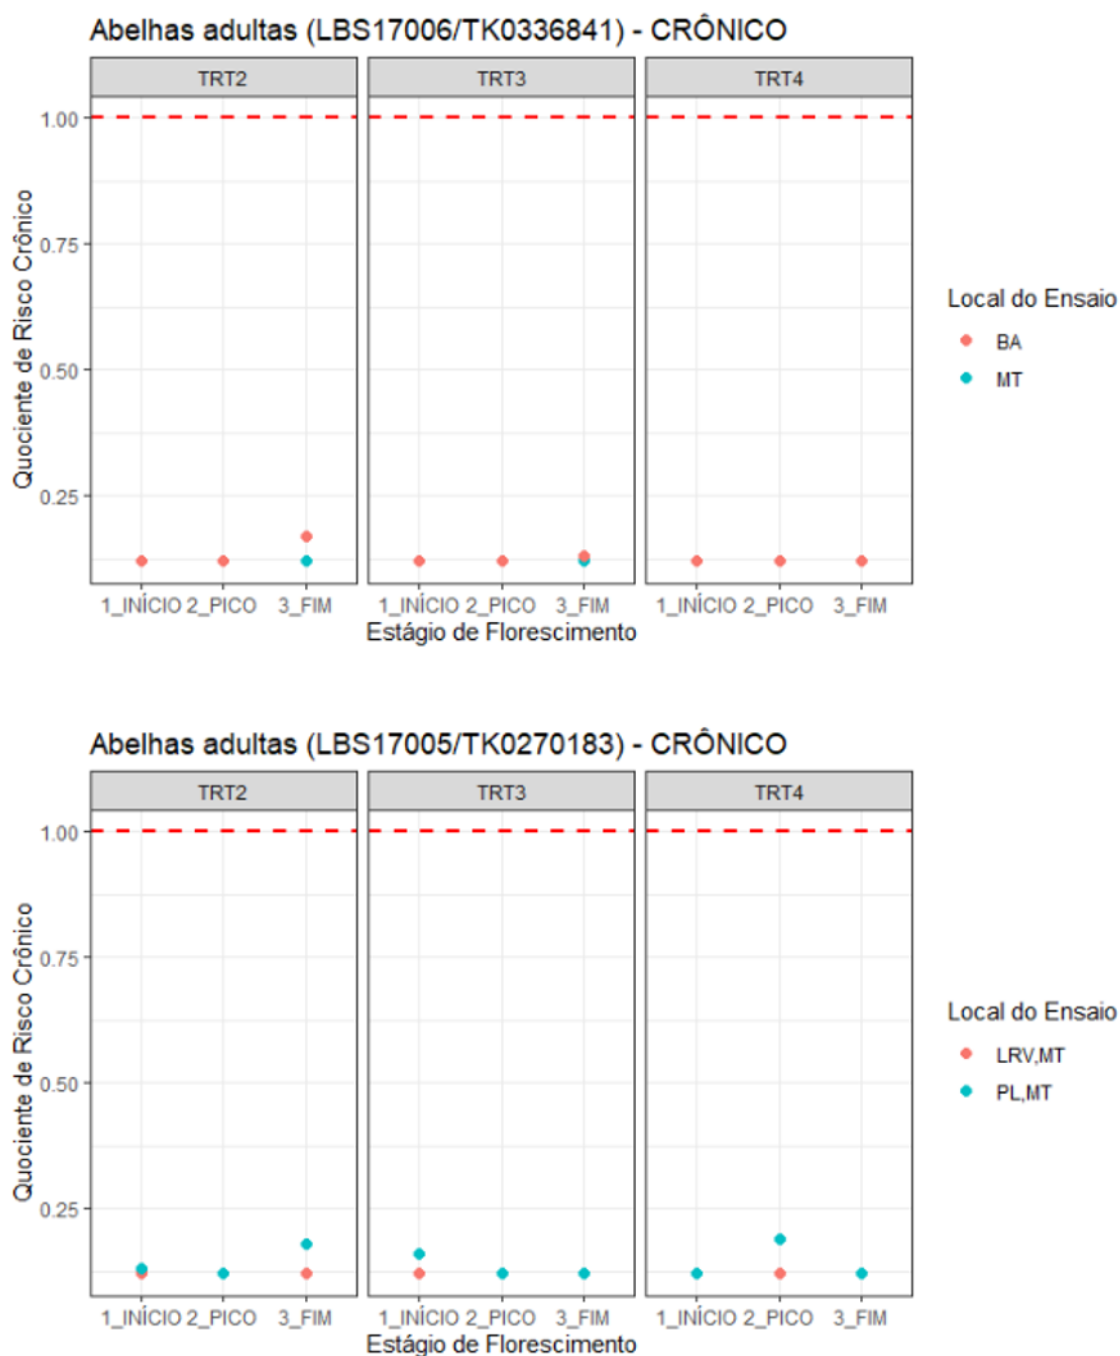 Abelhas adultas (LBS17006/TK0336841) - CRÔNICO
TRT2 TRT3 TRT4
1.00
0.75
0.50
0.25
Quociente de Risco Crônico
1_INÍCIO 2_PICO 3_FIM 1_INÍCIO 2_PICO 3_FIM 1_INÍCIO 2_PICO 3_FIM
Estágio de Florescimento
Local do Ensaio
BA
MT
Abelhas adultas (LBS17005/TK0270183) - CRÔNICO
TRT2 TRT3 TRT4
1.00
0.75
0.50
0.25
Quociente de Risco Crônico
1_INÍCIO 2_PICO 3_FIM 1_INÍCIO 2_PICO 3_FIM 1_INÍCIO 2_PICO 3_FIM
Estágio de Florescimento
Local do Ensaio
LRV,MT
PL,MT